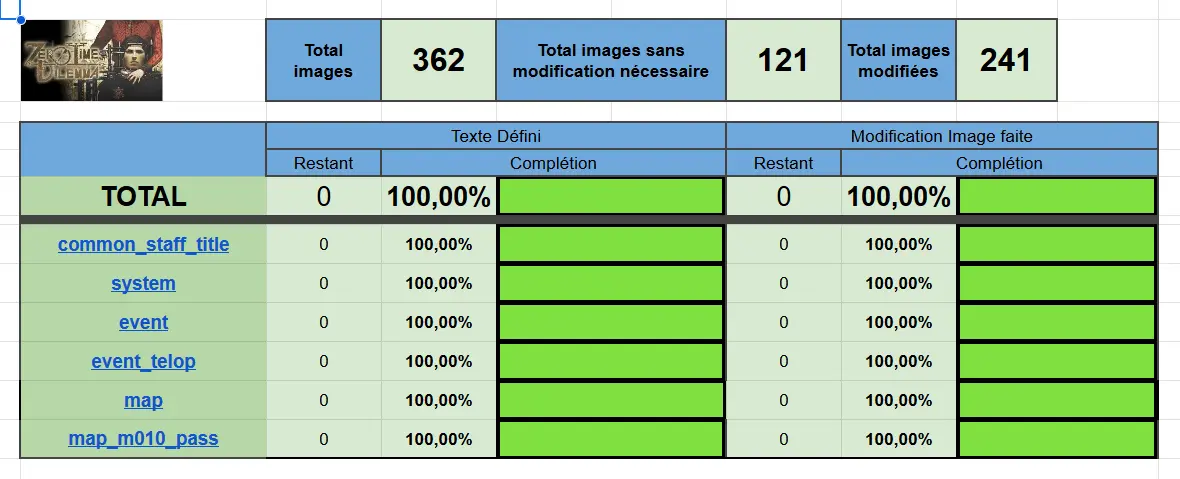 ZERO TIME
DILEMMA
Total images
362
Total images sans modification nécessaire
121
Total images modifiées
241
Texte Défini
Modification Image faite
Restant
Complétion
Restant
Complétion
TOTAL
0
100,00%
0
100,00%
common_staff_title
0
100,00%
0
100,00%
system
0
100,00%
0
100,00%
event
0
100,00%
0
100,00%
event_telop
0
100,00%
0
100,00%
map
0
100,00%
0
100,00%
map_m010_pass
0
100,00%
0
100,00%